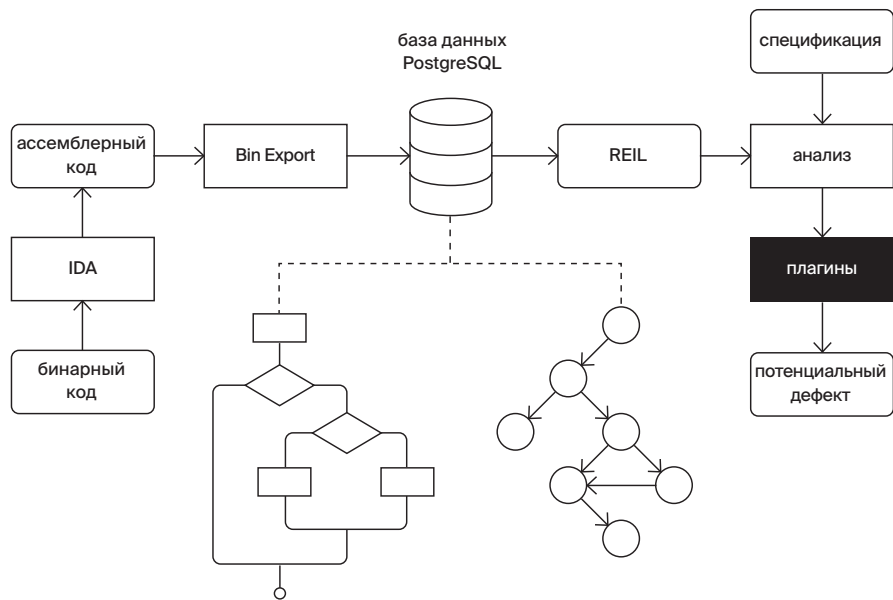 база данных
PostgreSQL
спецификация
ассемблерный
код
Bin Export
REIL
анализ
IDA
плагины
бинарный
код
потенциальный
дефект